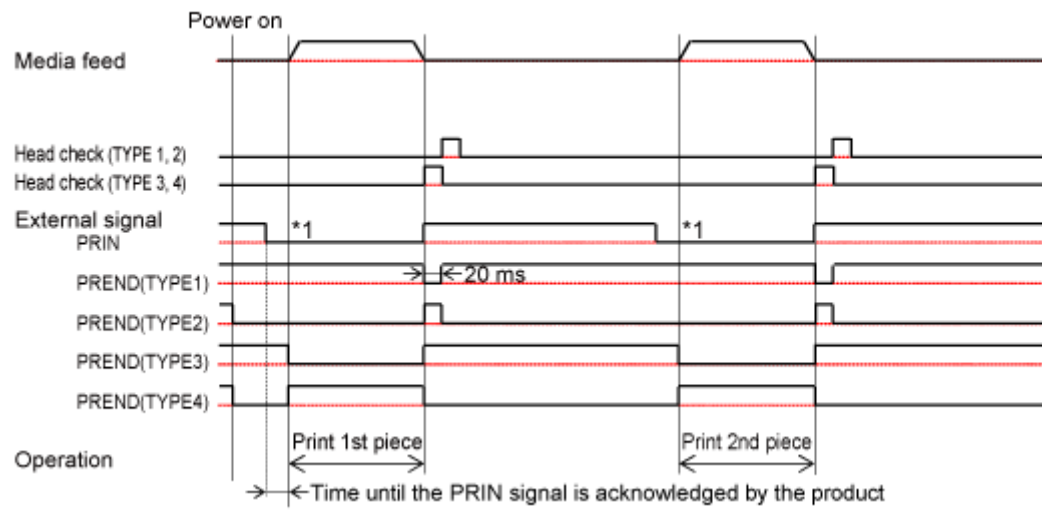 Power on
Media feed
Head check (TYPE 1, 2)
Head check (TYPE 3, 4)
External signal
*1 *1
PRIN
20 ms
PREND(TYPE1)
PREND(TYPE2)
PREND(TYPE3)
PREND(TYPE4)
Print 1st piece Print 2nd piece
Operation
Time until the PRIN signal is acknowledged by the product